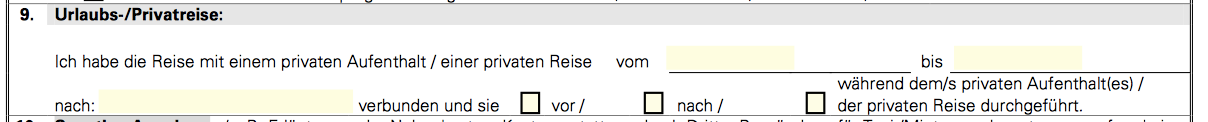 9. Urlaubs-/Privatreise:
Ich habe die Reise mit einem privaten Aufenthalt / einer privaten Reise vom bis
während dem/s privaten Aufenthalt(es) /
nach: verbunden und sie vor / nach / der privaten Reise durchgeführt.